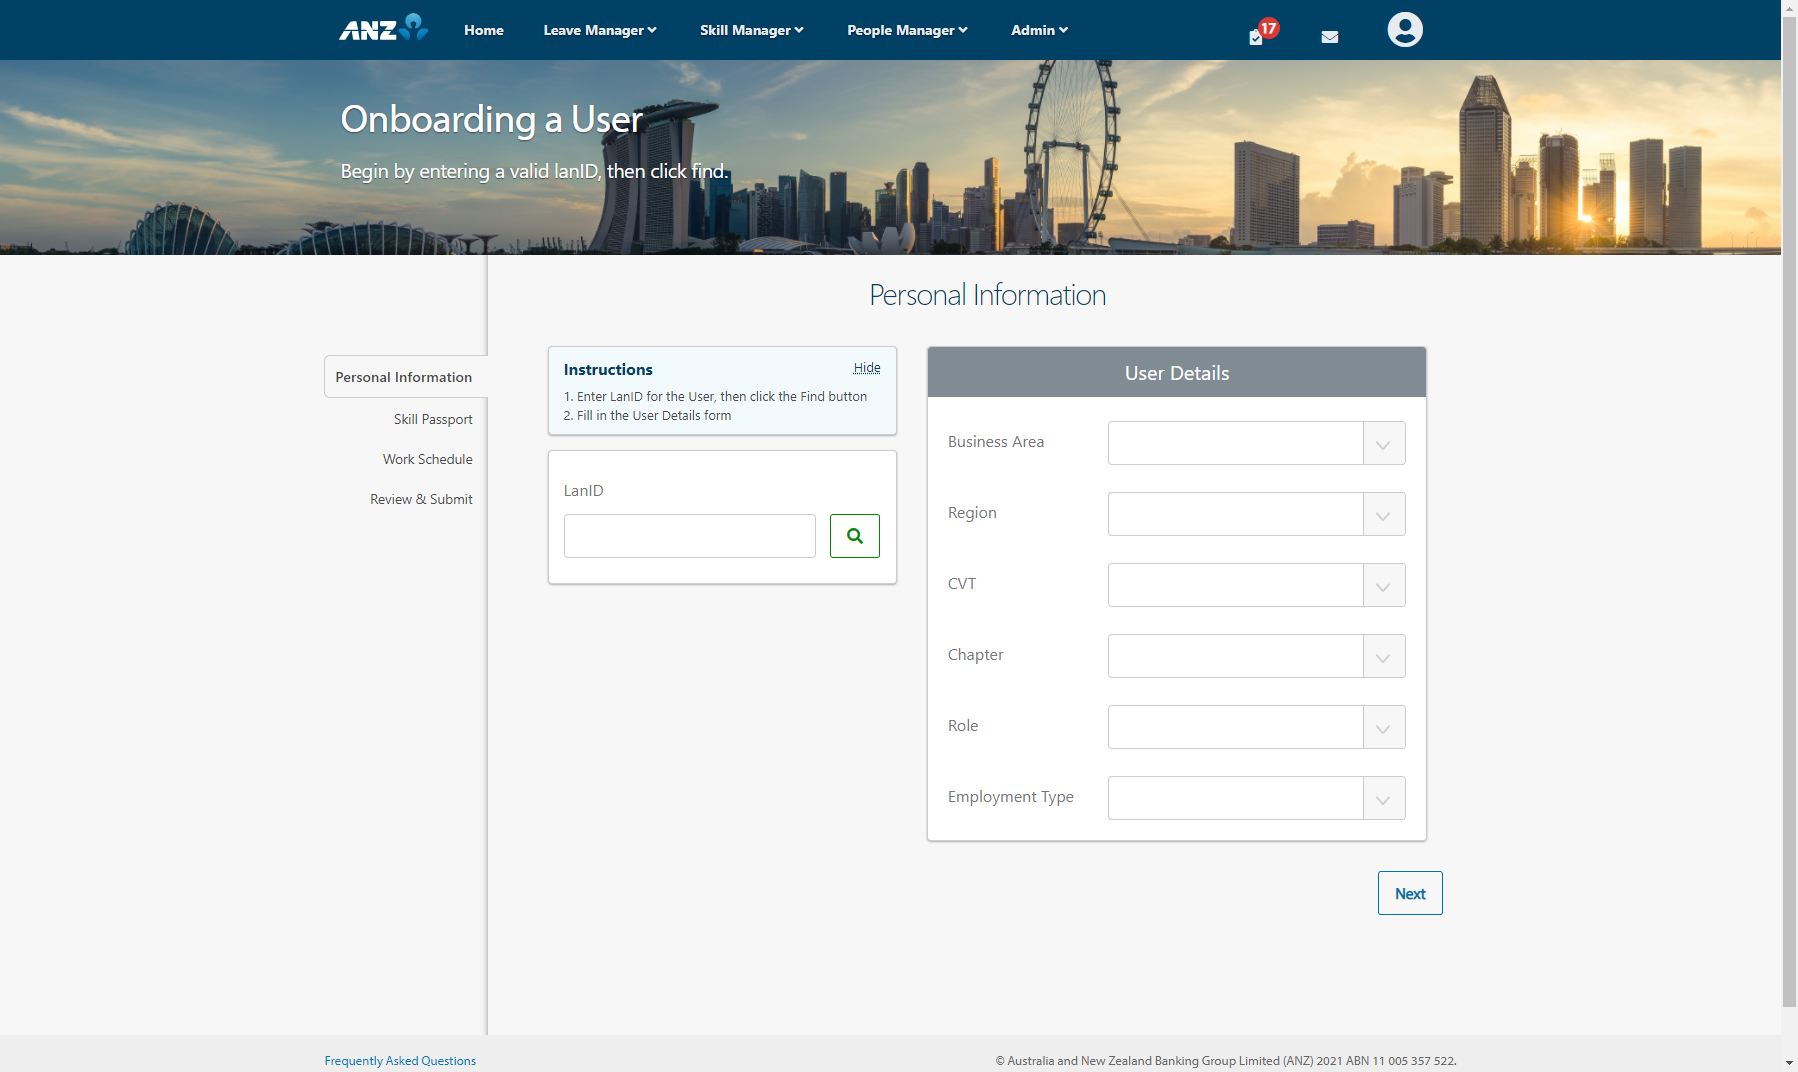 ANZ
Home
Leave Manager
Skill Manager
People Manager
Admin
17
Onboarding a User
Begin by entering a valid lanID, then click find.
Personal Information
Skill Passport
Work Schedule
Review & Submit
Personal Information
Instructions
Hide
1. Enter LanID for the User, then click the Find button
2. Fill in the User Details form
LanID
User Details
Business Area
Region
CVT
Chapter
Role
Employment Type
Next
Frequently Asked Questions
© Australia and New Zealand Banking Group Limited (ANZ) 2021 ABN 11 005 357 522.